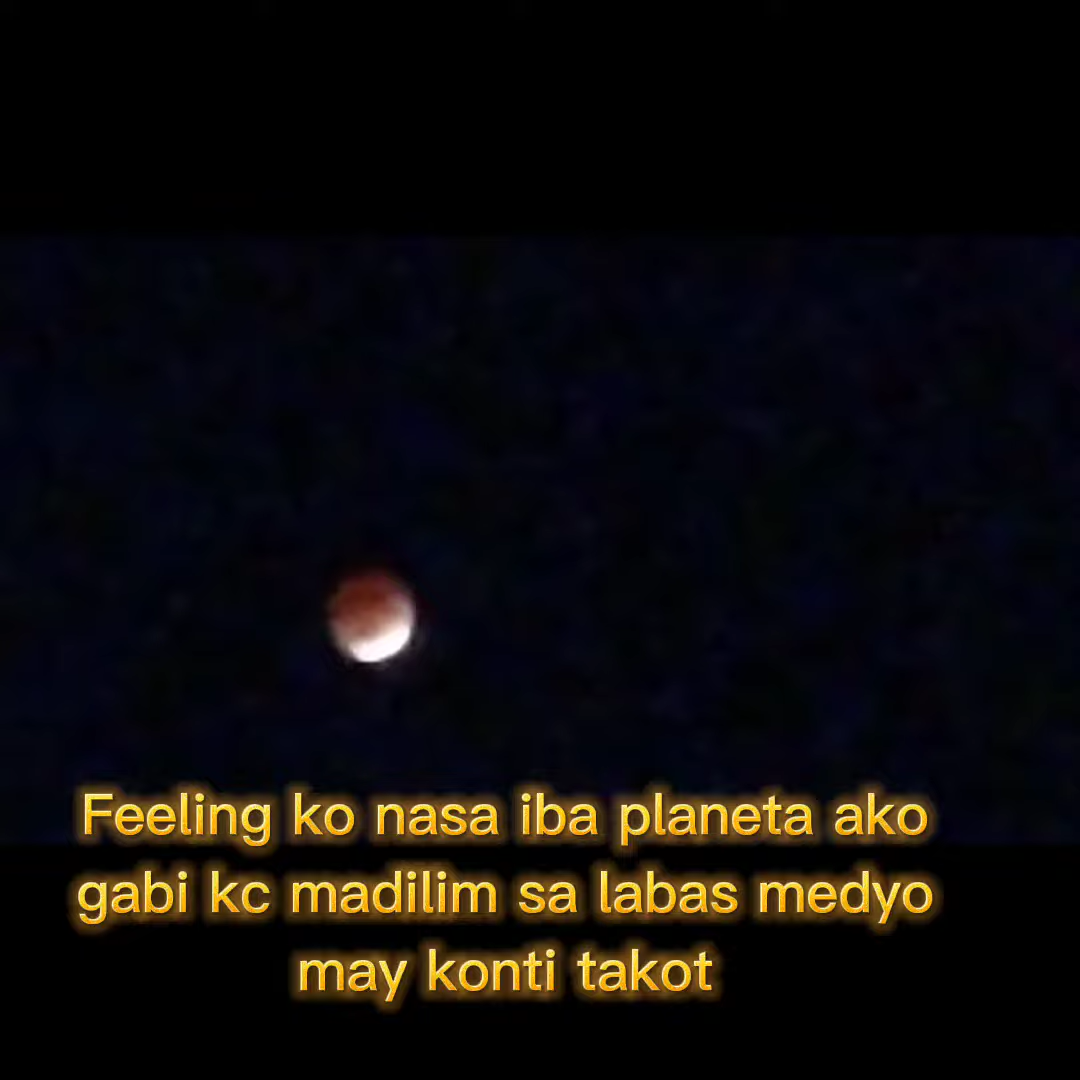 Feeling ko nasa iba planeta ako
gabi kc madilim sa labas medyo
may konti takot